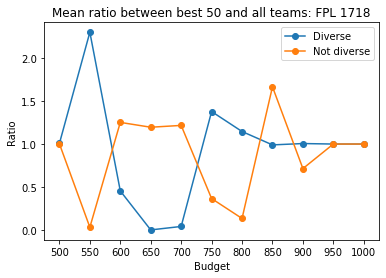 Mean ratio between best 50 and all teams: FPL 1718
Diverse
Not diverse
2.0
1.5
1.0
0.5
0.0
Ratio
500 550 600 650 700 750 800 850 900 950 1000
Budget